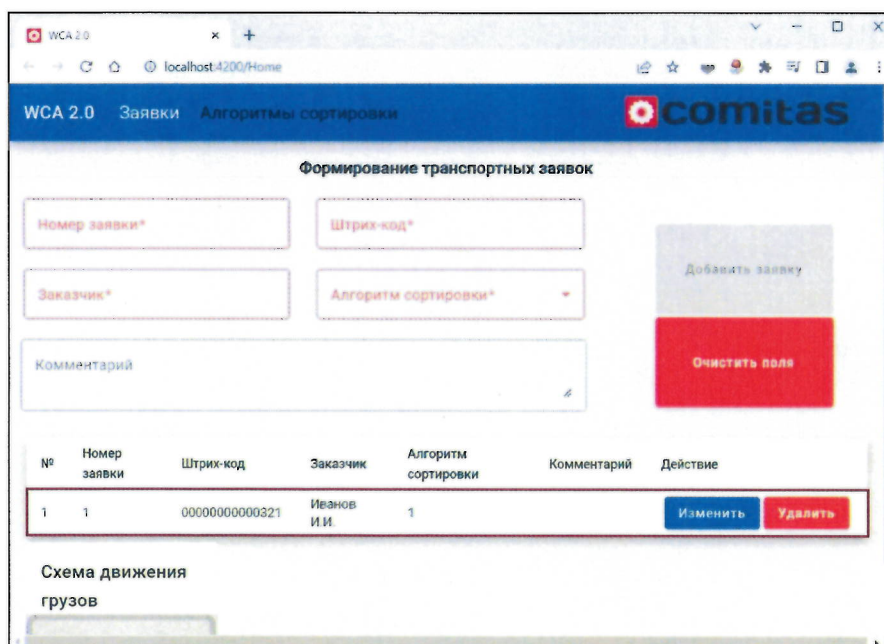 WCA 2.0
localhost:4200/Home
WCA 2.0 Заявки Алгоритмы сортировки comitas
Формирование транспортных заявок
Номер заявки* Штрих-код*
Добавить заявку
Заказчик* Алгоритм сортировки*
Комментарий
Очистить поля
№ Номер заявки Штрих-код Заказчик Алгоритм сортировки Комментарий Действие
1 1 00000000000321 Иванов И.И. 1 Изменить Удалить
Схема движения
грузов